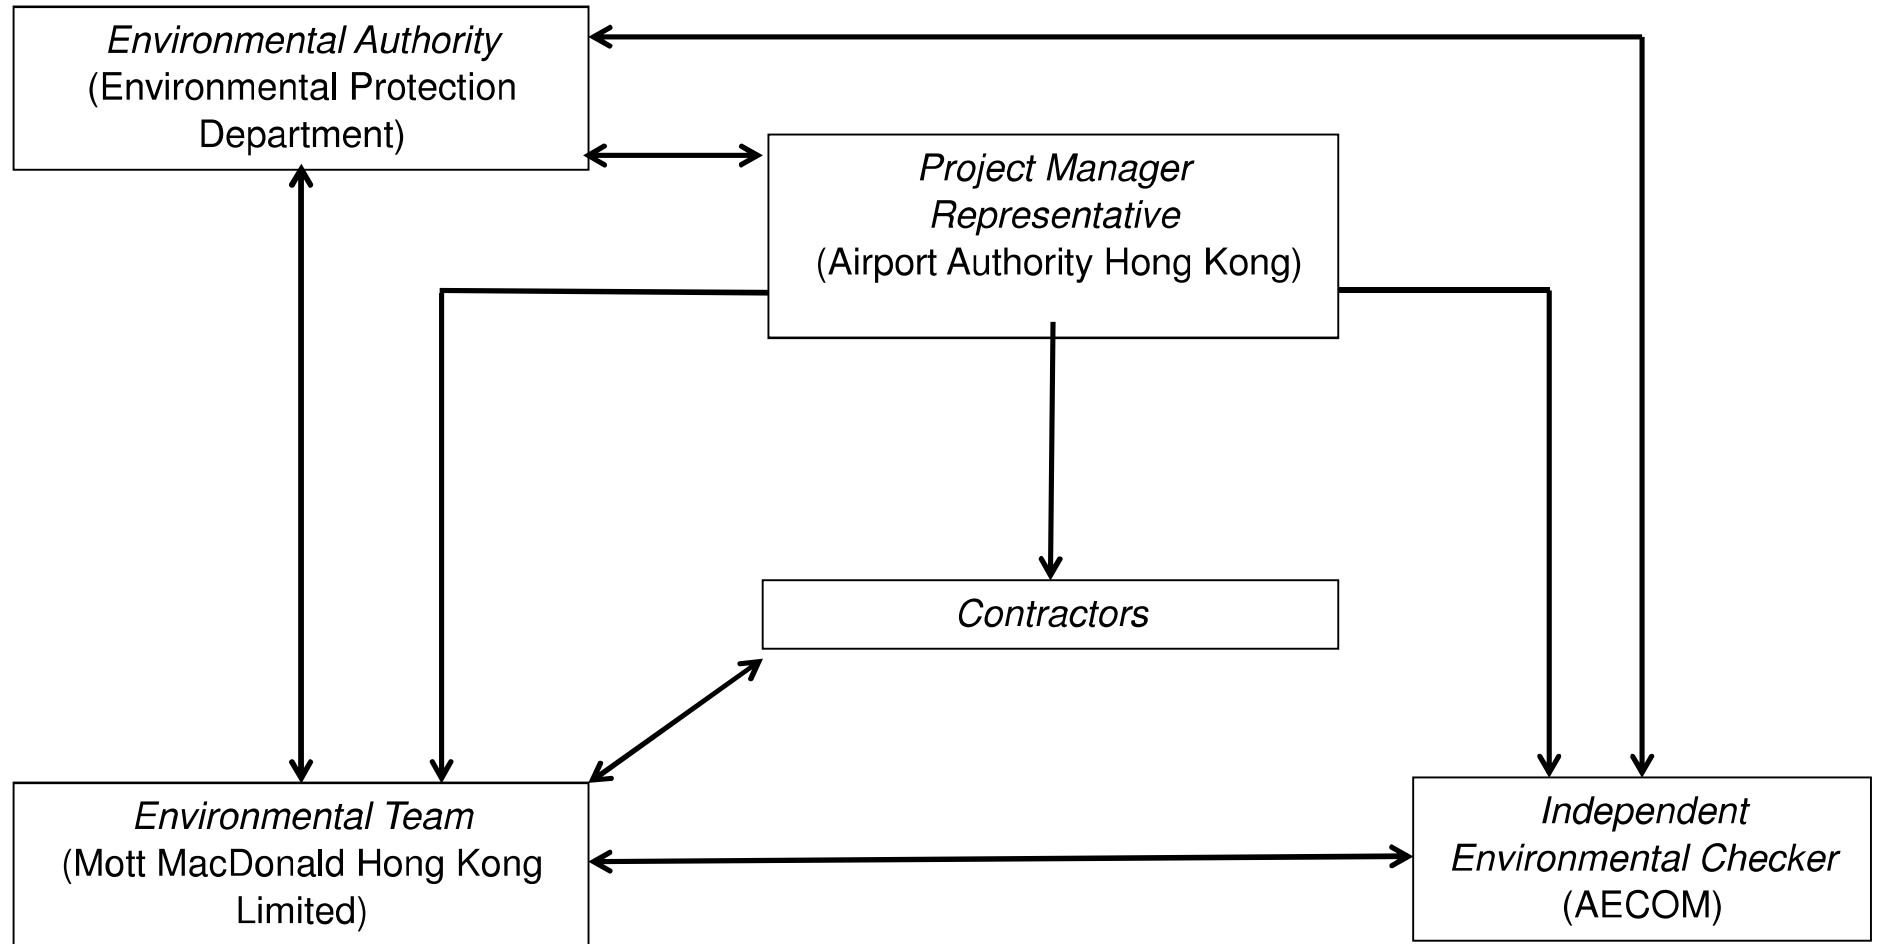 Environmental Authority
(Environmental Protection
Department)
Project Manager
Representative
(Airport Authority Hong Kong)
Contractors
Environmental Team
(Mott MacDonald Hong Kong
Limited)
Independent
Environmental Checker
(AECOM)